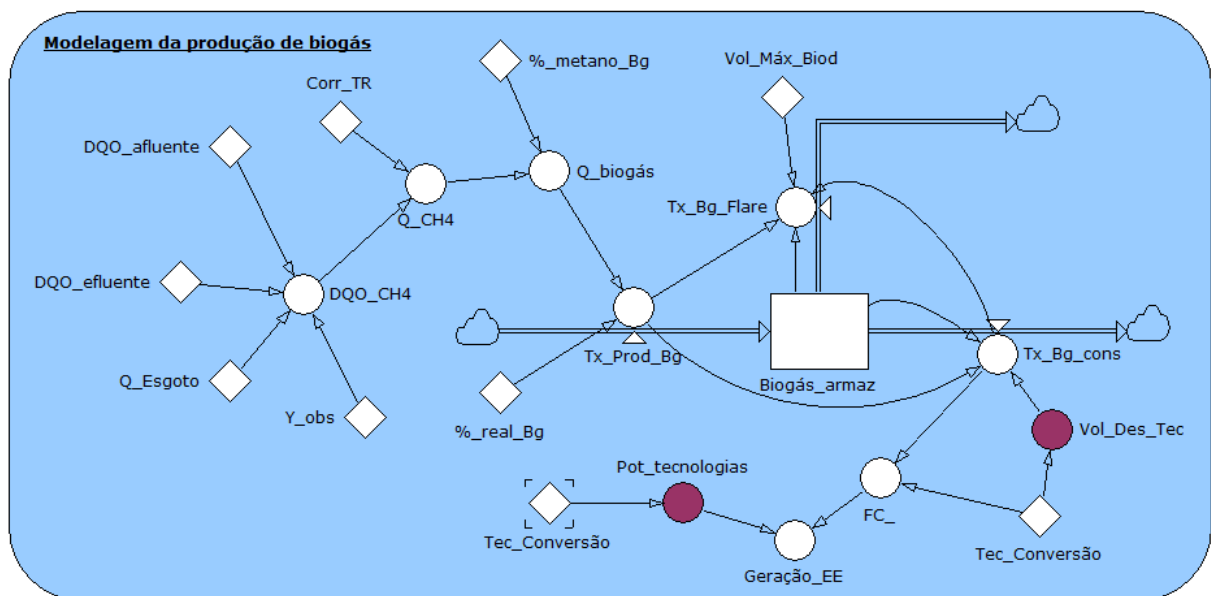 Modelagem da produção de biogás
%_metano_Bg
Vol_Máx_Biod
Corr_TR
DQO_afluente
Q_biogás
Tx_Bg_Flare
Q_CH4
DQO_efluente
DQO_CH4
Tx_Prod_Bg
Tx_Bg_cons
Biogás_armaz
Q_Esgoto
Y_obs
%_real_Bg
Vol_Des_Tec
Pot_tecnologias
FC_
Tec_Conversão
Tec_Conversão
Geração_EE